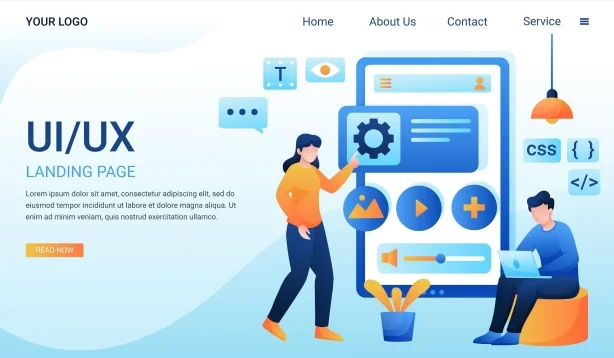 YOUR LOGO
Home
About Us
Contact
Service
T
CSS
{ }
</>
UI/UX
LANDING PAGE
Lorem ipsum dolor sit amet, consectetur adipiscing elit, sed do
eiusmod tempor incididunt ut labore et dolore magna aliqua. Ut
enim ad minim veniam, quis nostrud exercitation ullamco.
READ NOW